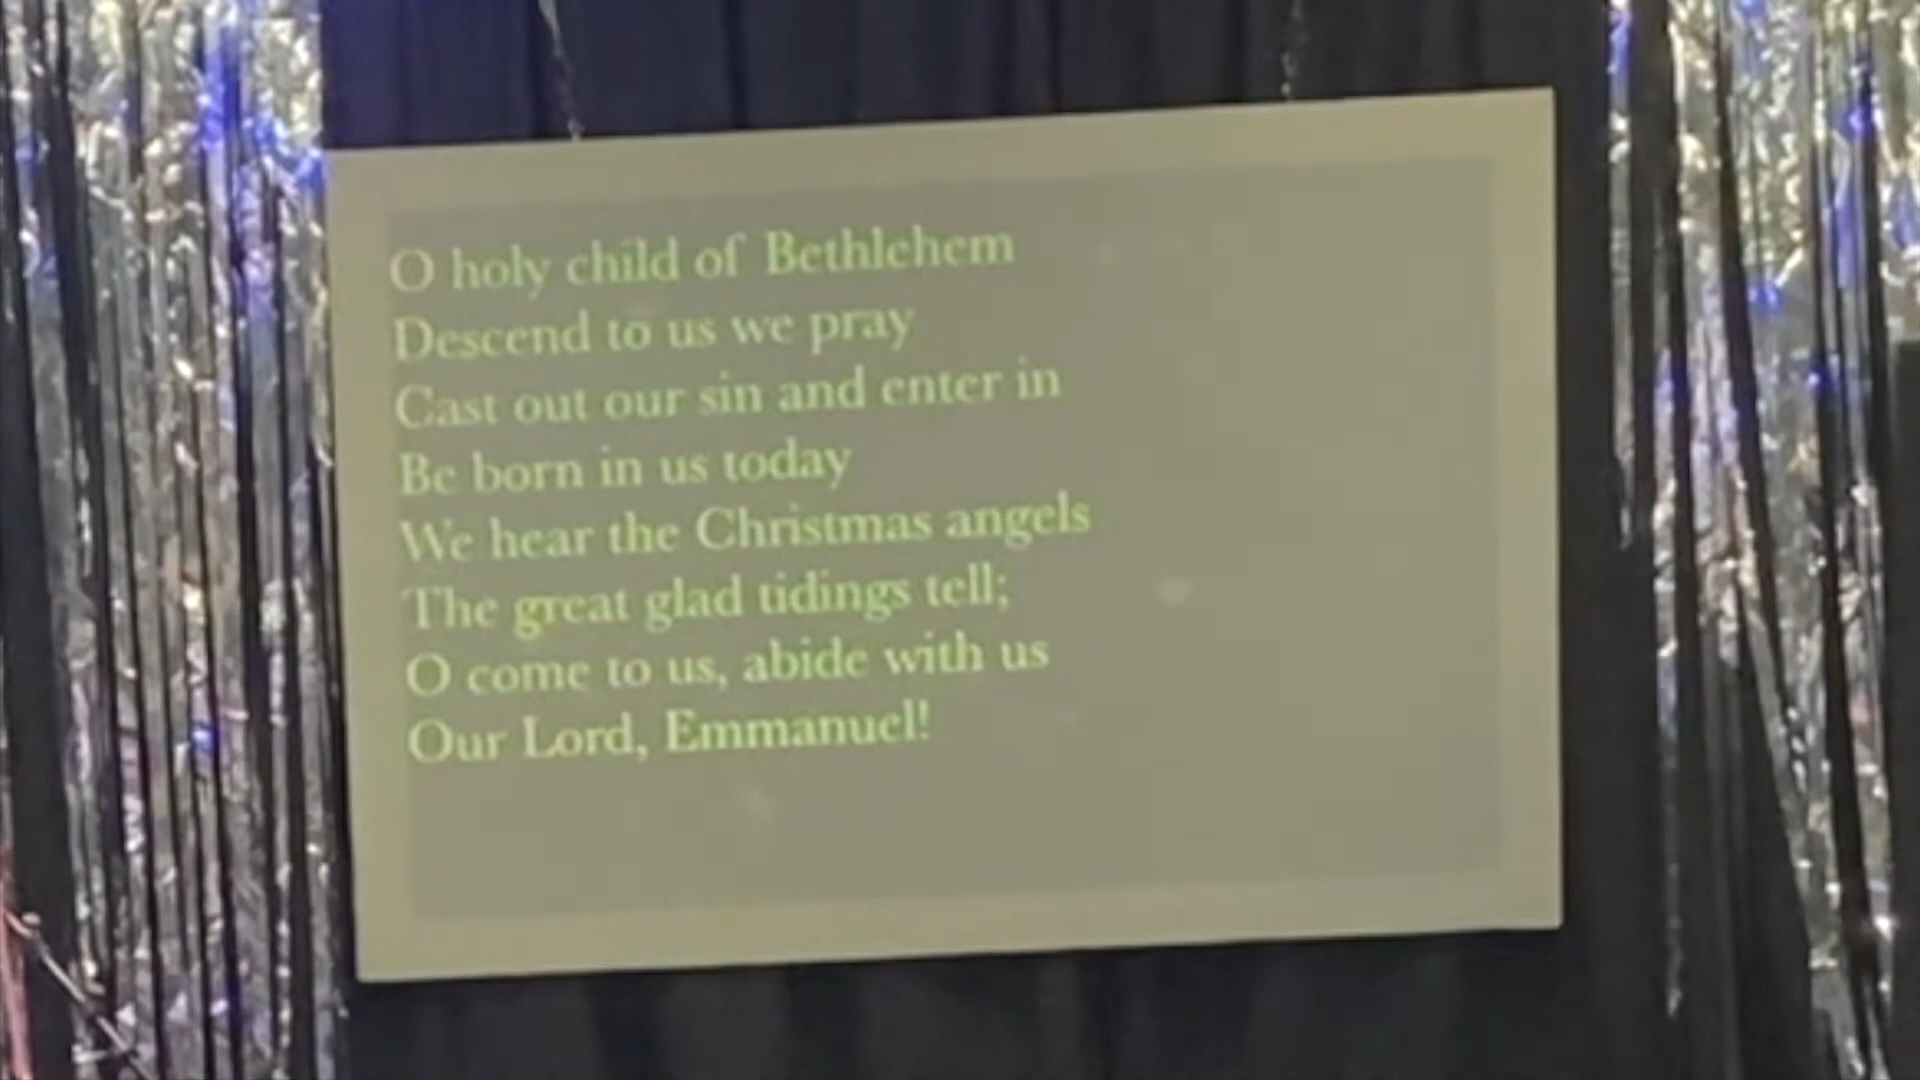 O holy child of Bethlehem
Descend to us we pray
Cast out our sin and enter in
Be born in us today
We hear the Christmas angels
The great glad tidings tell;
O come to us, abide with us
Our Lord, Emmanuel!